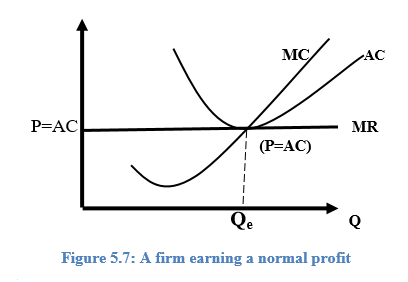 MC
AC
P=AC
MR
(P=AC)
Qe
Q
Figure 5.7: A firm earning a normal profit